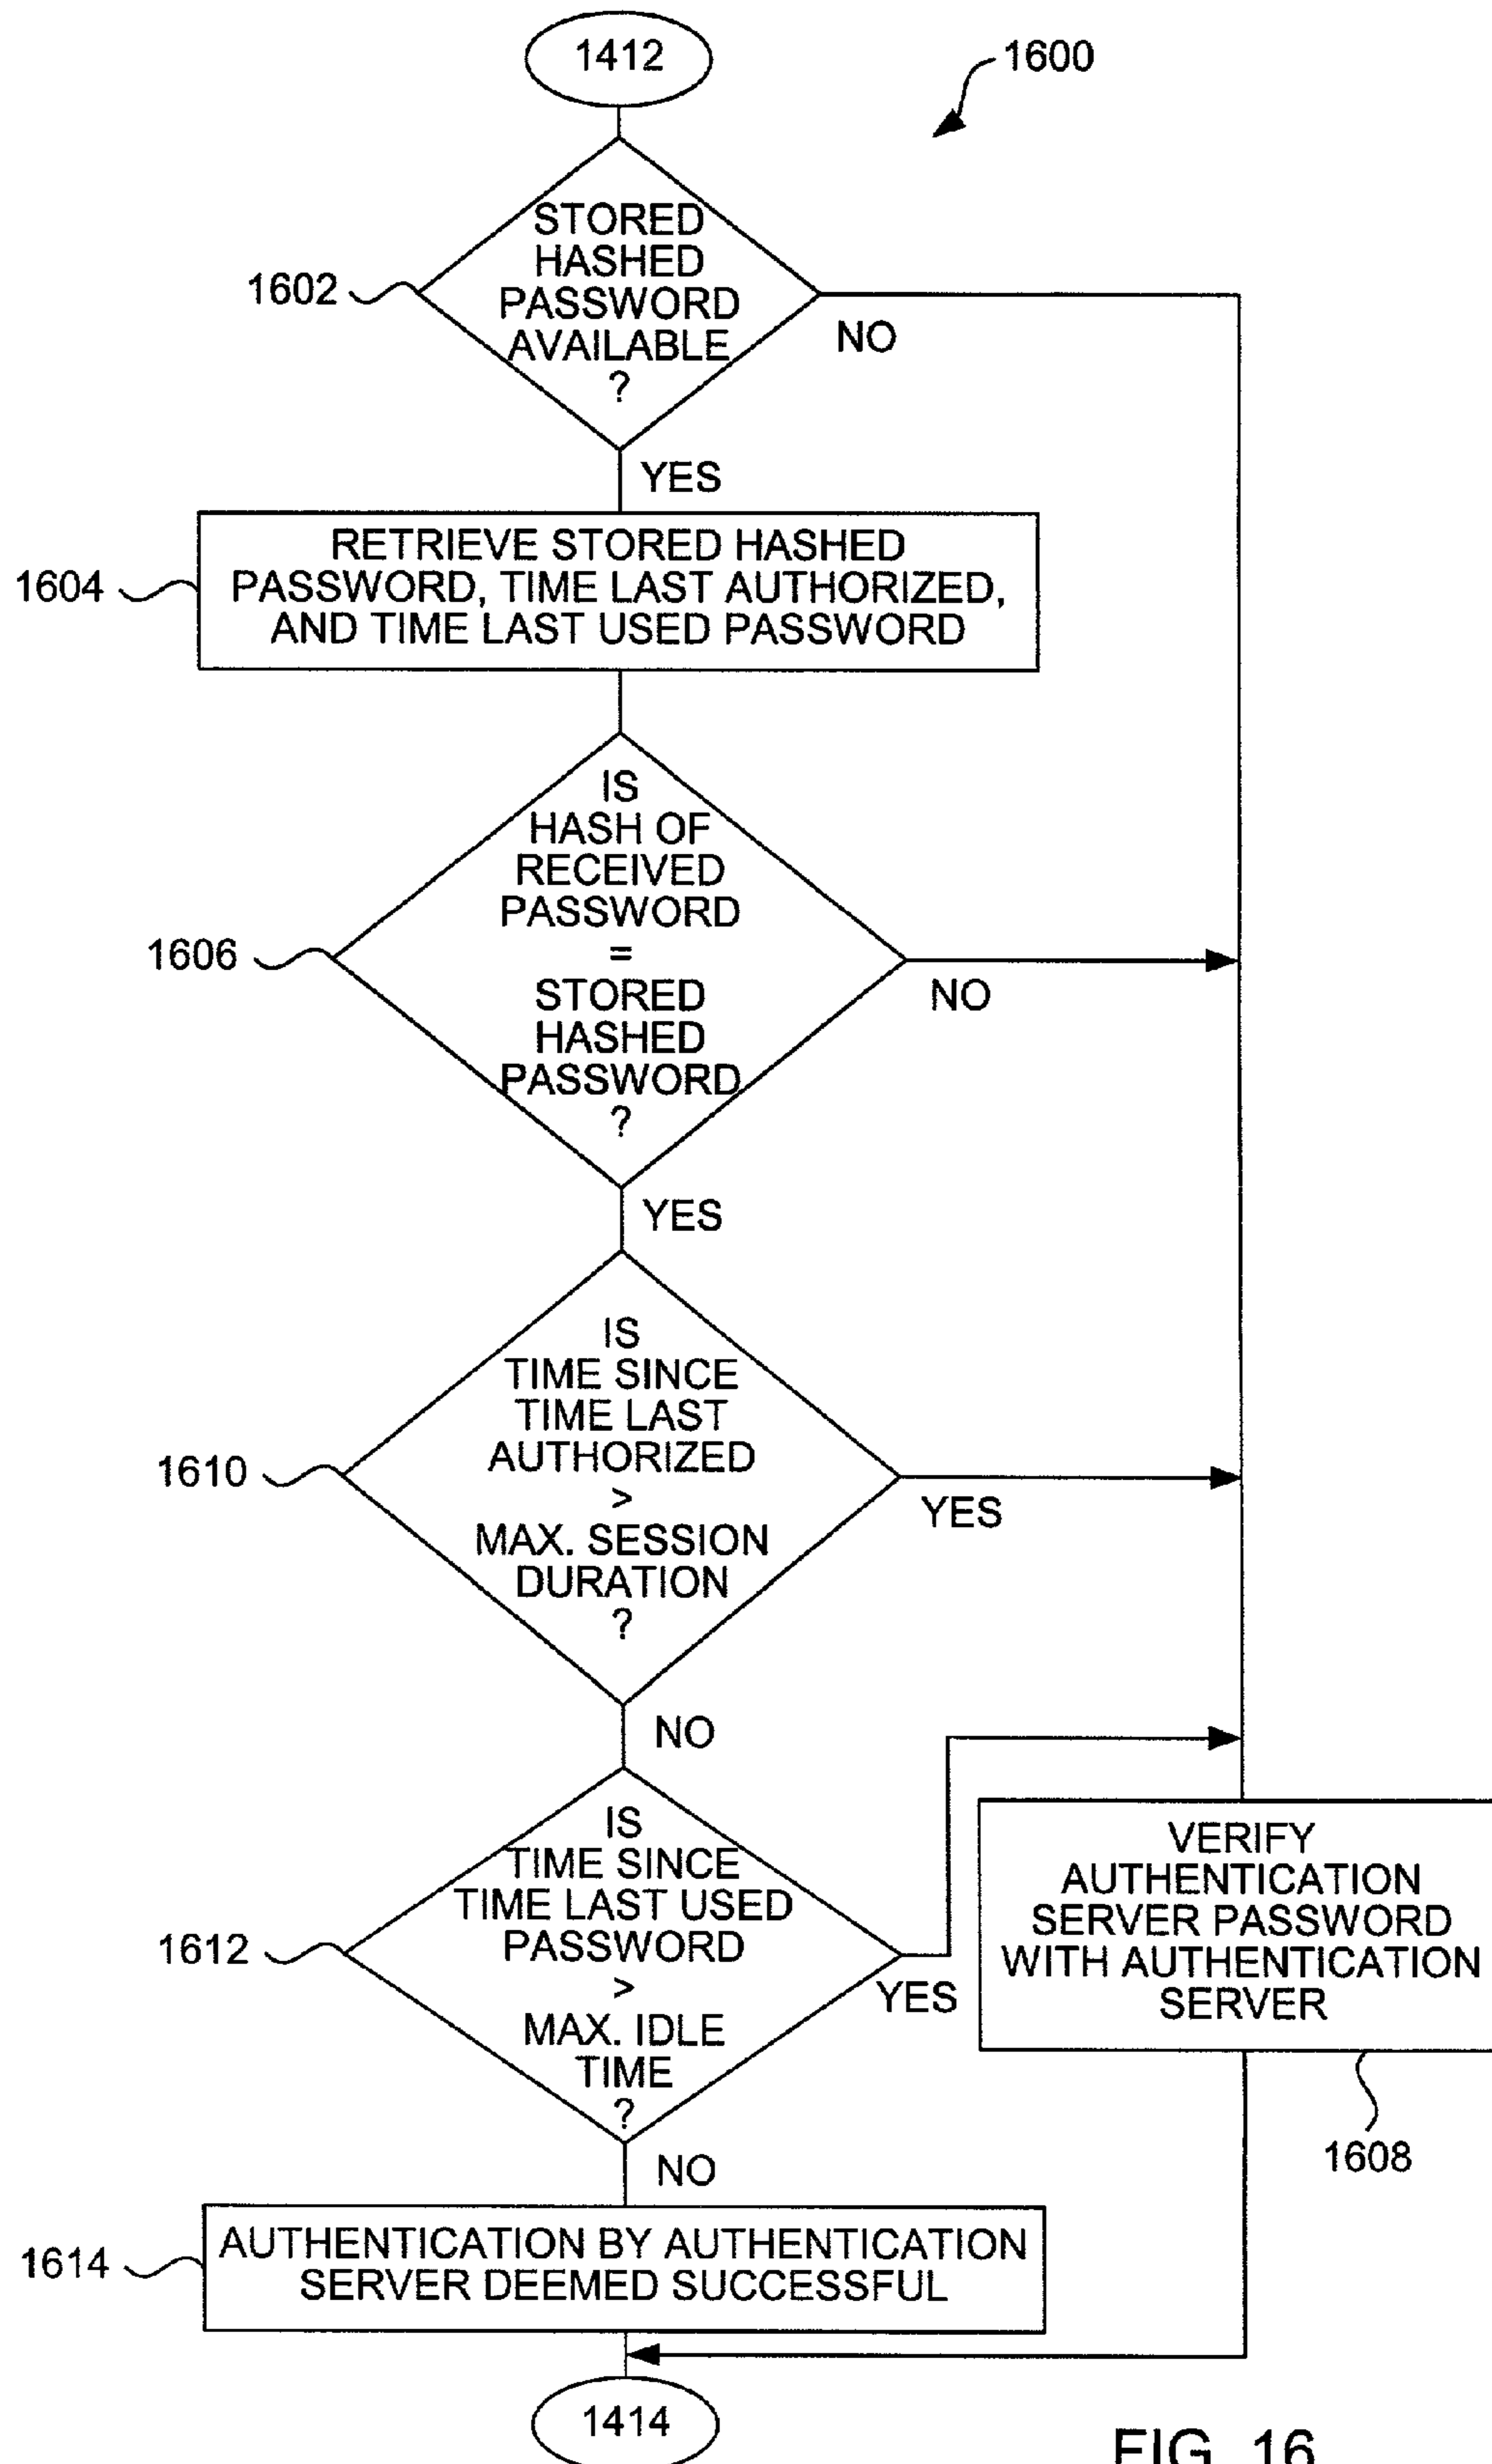 1412
1600
STORED
HASHED
PASSWORD
AVAILABLE
?
1602
NO
YES
RETRIEVE STORED HASHED
PASSWORD, TIME LAST AUTHORIZED,
AND TIME LAST USED PASSWORD
1604
IS
HASH OF
RECEIVED
PASSWORD
=
STORED
HASHED
PASSWORD
?
1606
NO
YES
IS
TIME SINCE
TIME LAST
AUTHORIZED
>
MAX. SESSION
DURATION
?
1610
YES
NO
IS
TIME SINCE
TIME LAST USED
PASSWORD
>
MAX. IDLE
TIME
?
1612
YES
VERIFY
AUTHENTICATION
SERVER PASSWORD
WITH AUTHENTICATION
SERVER
1608
NO
AUTHENTICATION BY AUTHENTICATION
SERVER DEEMED SUCCESSFUL
1614
1414
FIG. 16